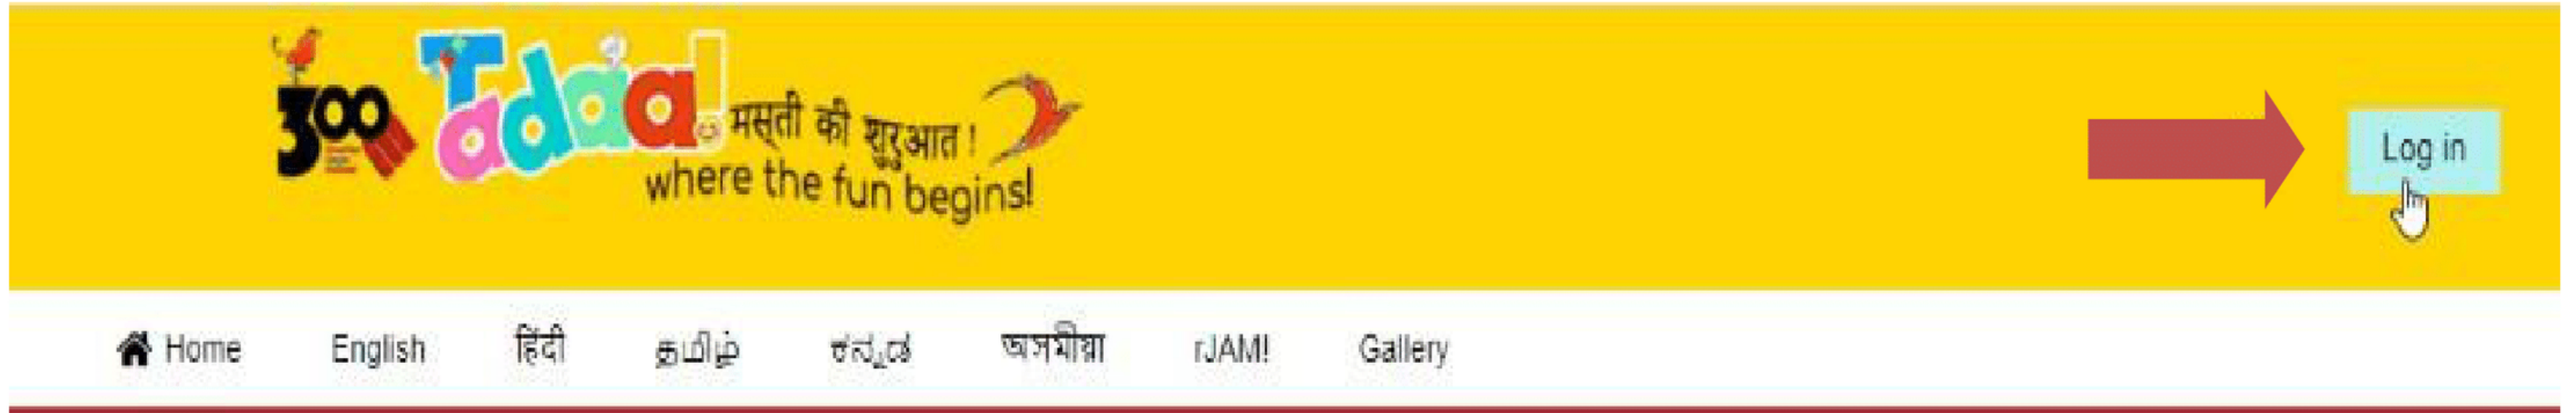 300 Tadaa!
मस्ती की शुरुआत !
where the fun begins!
Log in
Home English हिंदी தமிழ் ಕನ್ನಡ অসমীয়া rJAM! Gallery